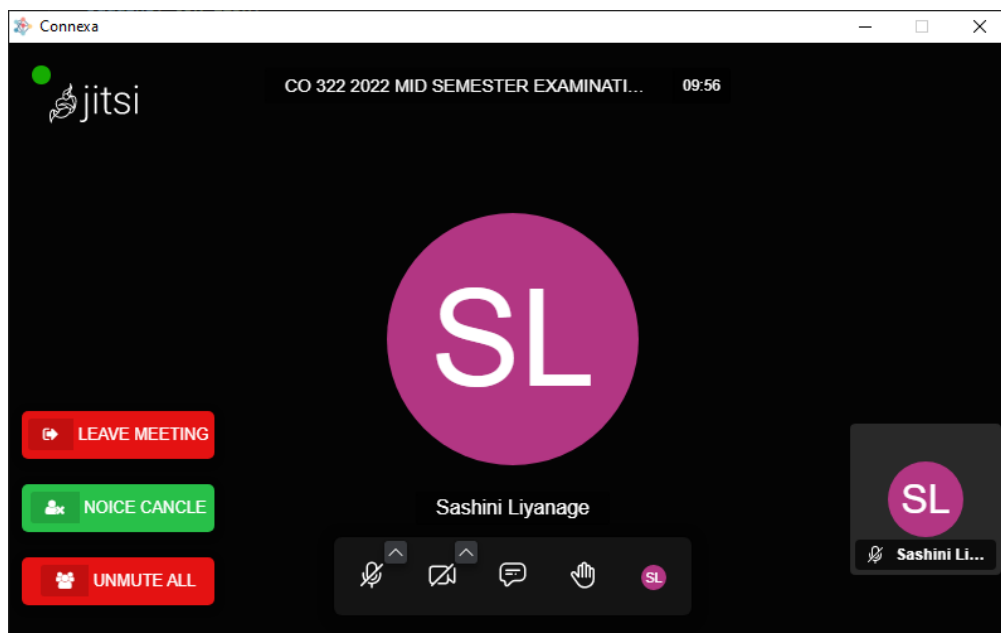 Connexa
jitsi
CO 322 2022 MID SEMESTER EXAMINATI... 09:56
SL
LEAVE MEETING
NOICE CANCLE
UNMUTE ALL
Sashini Liyanage
SL
SL
Sashini Li...